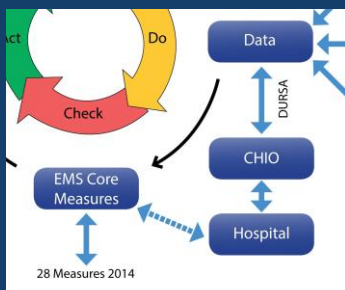 Act
Do
Data
Check
DURSA
CHIO
EMS Core
Measures
Hospital
28 Measures 2014